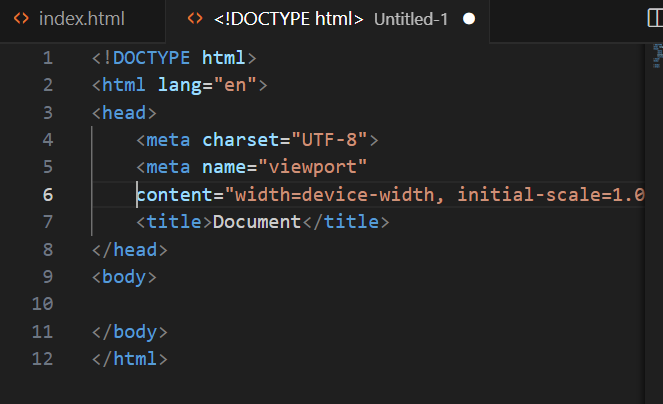 index.html
<!DOCTYPE html> Untitled-1
1 <!DOCTYPE html>
2 <html lang="en">
3 <head>
4 <meta charset="UTF-8">
5 <meta name="viewport"
6 content="width=device-width, initial-scale=1.0
7 <title>Document</title>
8 </head>
9 <body>
10
11 </body>
12 </html>